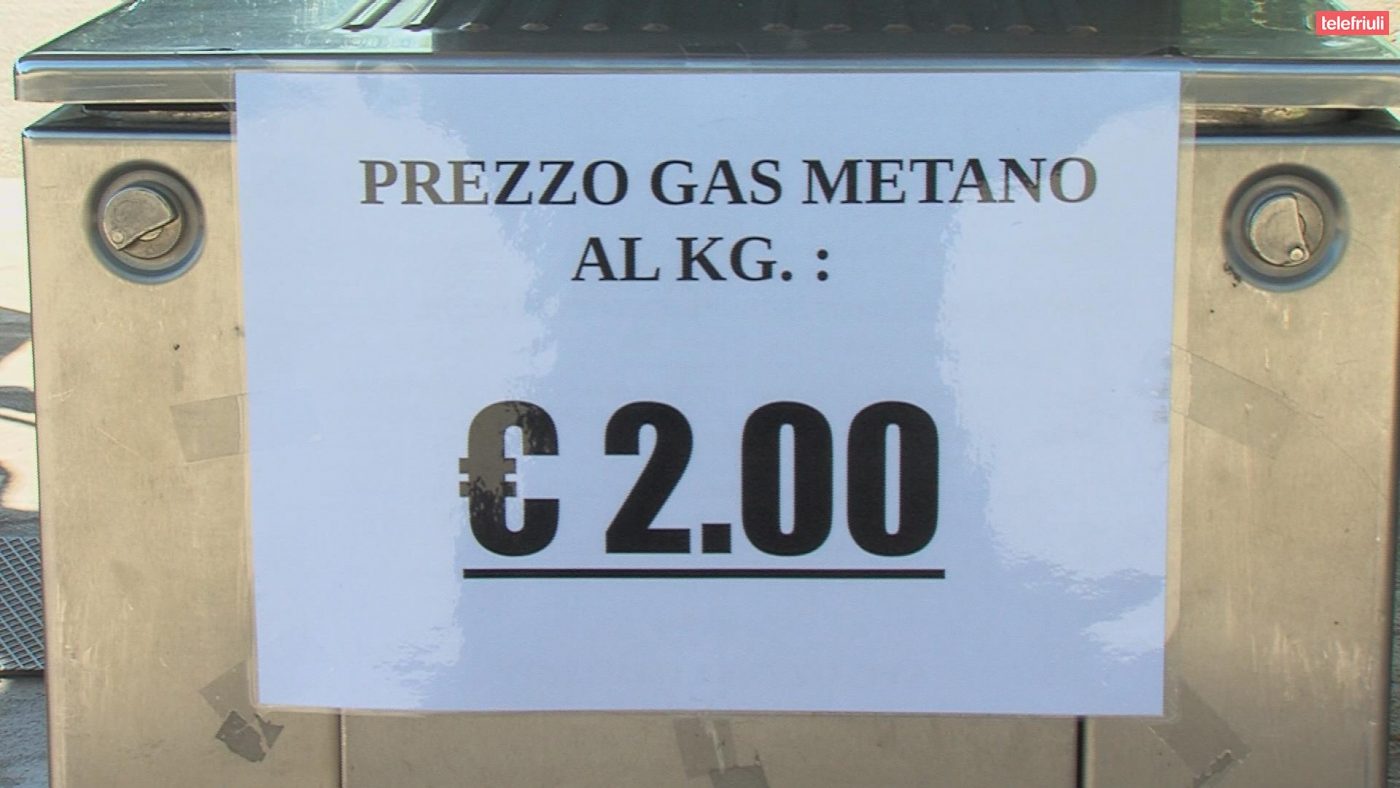 telefriuli
PREZZO GAS METANO
AL KG. :
€ 2.00